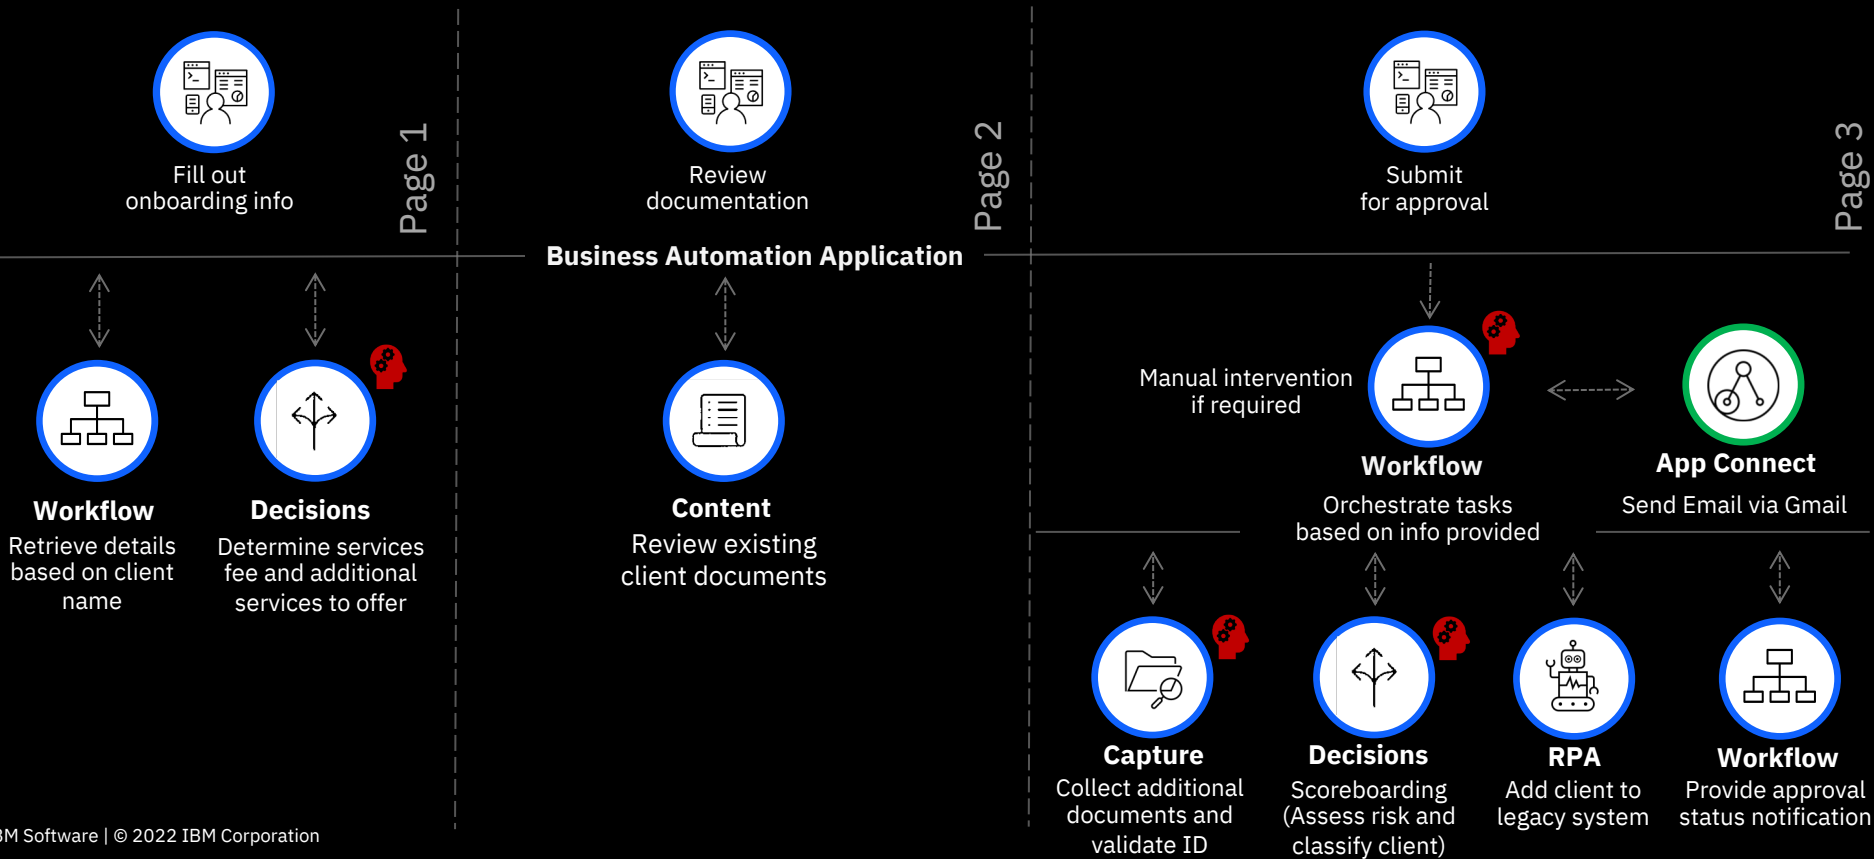 Fill out
onboarding info
Page 1
Review
documentation
Page 2
Submit
for approval
Page 3
Business Automation Application
Workflow
Retrieve details
based on client
name
Decisions
Determine services
fee and additional
services to offer
Content
Review existing
client documents
Manual intervention
if required
Workflow
Orchestrate tasks
based on info provided
App Connect
Send Email via Gmail
Capture
Collect additional
documents and
validate ID
Decisions
Scoreboarding
(Assess risk and
classify client)
RPA
Add client to
legacy system
Workflow
Provide approval
status notification
BM Software | © 2022 IBM Corporation